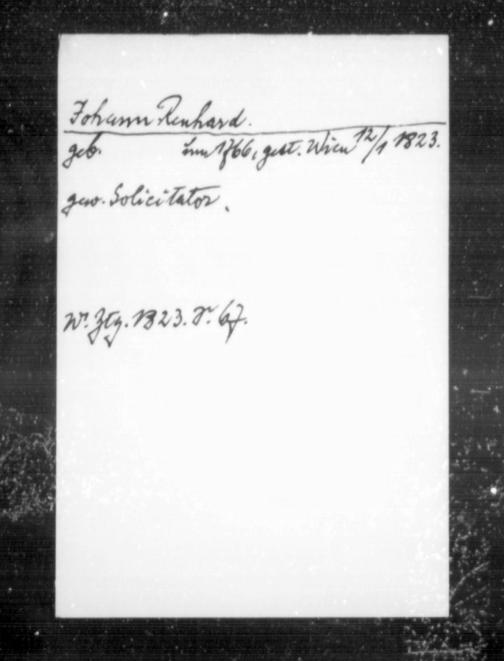 Johann Renhard.
geb. um 1766, gest. Wien 12/1 1823.
gew. Solicitator.
W. Ztg. 1823. S. 67.